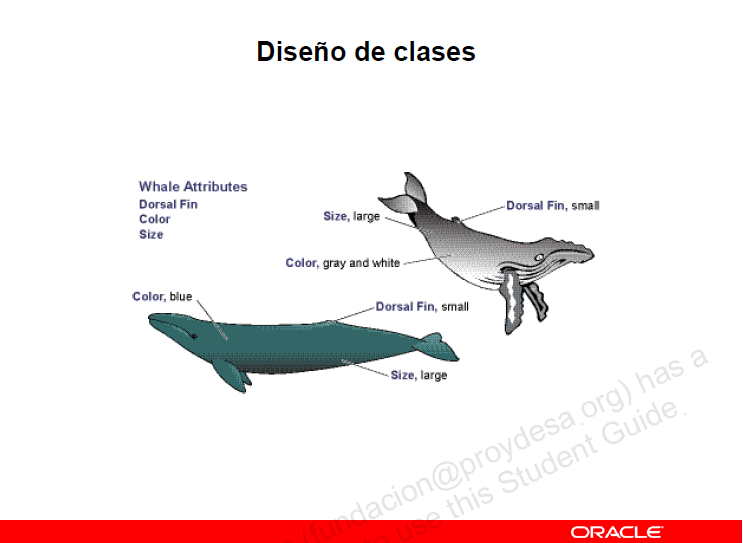 Diseño de clases
Whale Attributes
Dorsal Fin
Color
Size
Size, large
Dorsal Fin, small
Color, gray and white
Color, blue
Dorsal Fin, small
Size, large
(fundacion@proydesa.org) has a
to use this Student Guide.
ORACLE